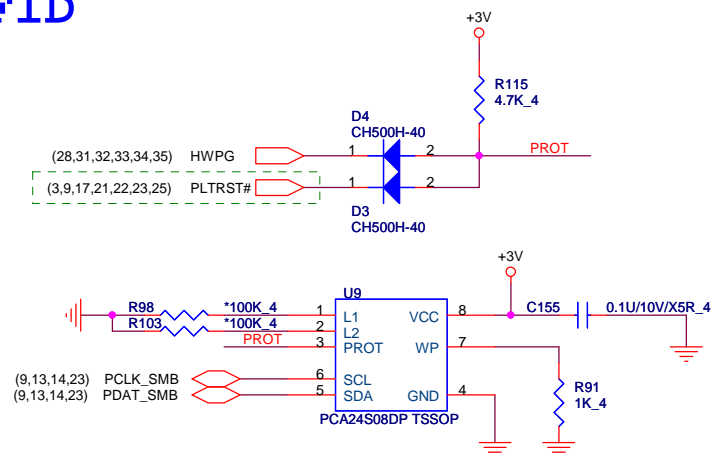 +3V
R115
4.7K_4
D4
CH500H-40
(28,31,32,33,34,35) HWPG 1 2 PROT
(3,9,17,21,22,23,25) PLTRST# 1 2
D3
CH500H-40
+3V
U9
R98 *100K_4 1 L1 VCC 8 C155 0.1U/10V/X5R_4
R103 *100K_4 2 L2
PROT 3 PROT WP 7
(9,13,14,23) PCLK_SMB 6 SCL
(9,13,14,23) PDAT_SMB 5 SDA GND 4
R91
1K_4
PCA24S08DP TSSOP